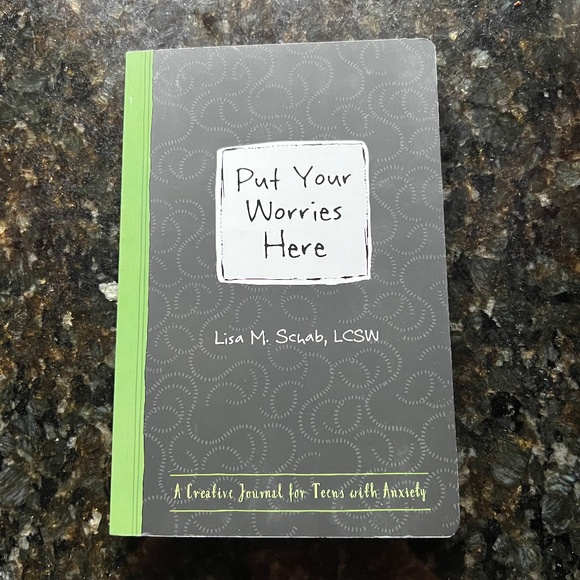 Put Your
Worries
Here
Lisa M. Schab, LCSW
A Creative Journal for Teens with Anxiety